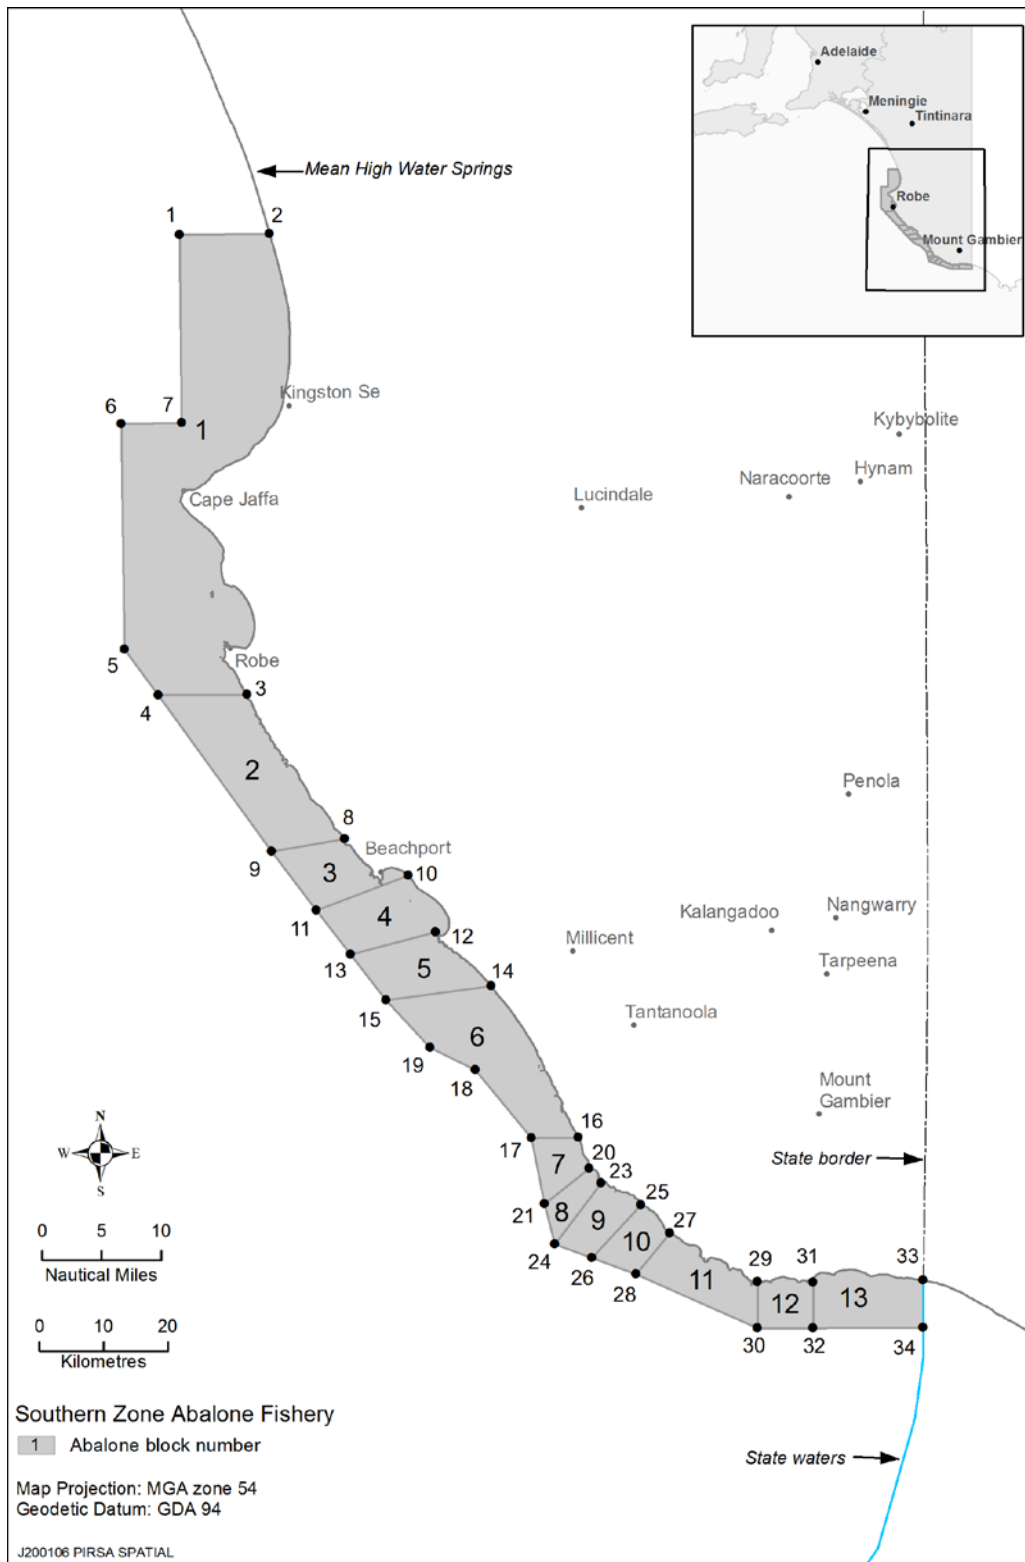 Adelaide
Meningie
Tintinara
Robe
Mount Gambier
Mean High Water Springs
1
2
Kingston Se
6
7
1
Kybybolite
Hynam
Naracoorte
Lucindale
Cape Jaffa
5
Robe
4
3
2
Penola
8
9
Beachport
3
10
11
4
Nangwarry
Kalangadoo
12
Millicent
13
5
Tarpeena
14
15
Tantanoola
6
19
18
Mount
Gambier
16
17
N
W
E
S
7
20
State border
23
21
8
9
25
24
10
27
26
28
11
29
31
33
12
13
30
32
34
0
10
Nautical Miles
0
10
20
Kilometres
Southern Zone Abalone Fishery
1
Abalone block number
State waters
Map Projection: MGA zone 54
Geodetic Datum: GDA 94
J200106 PIRSA SPATIAL